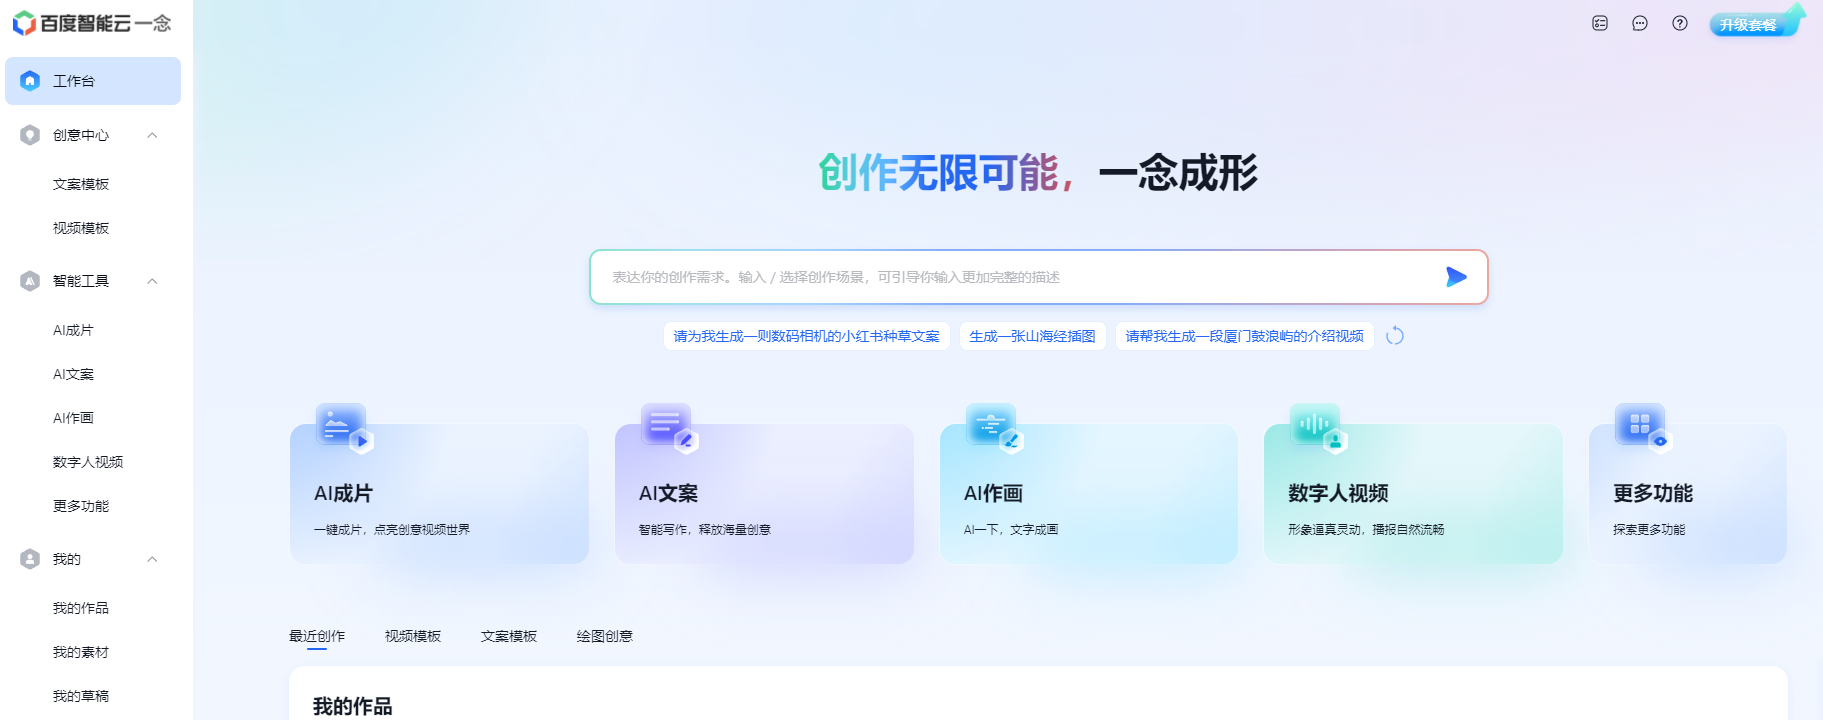 百度智能云 一念
升级套餐
工作台
创意中心
文案模板
视频模板
智能工具
AI成片
AI文案
AI作画
数字人视频
更多功能
我的
我的作品
我的素材
我的草稿
创作无限可能，一念成形
表达你的创作需求。输入 / 选择创作场景，可引导你输入更加完整的描述
请为我生成一则数码相机的小红书种草文案
生成一张山海经插图
请帮我生成一段厦门鼓浪屿的介绍视频
AI成片
一键成片，点亮创意视频世界
AI文案
智能写作，释放海量创意
AI作画
AI一下，文字成画
数字人视频
形象逼真灵动，播报自然流畅
更多功能
探索更多功能
最近创作 视频模板 文案模板 绘图创意
我的作品